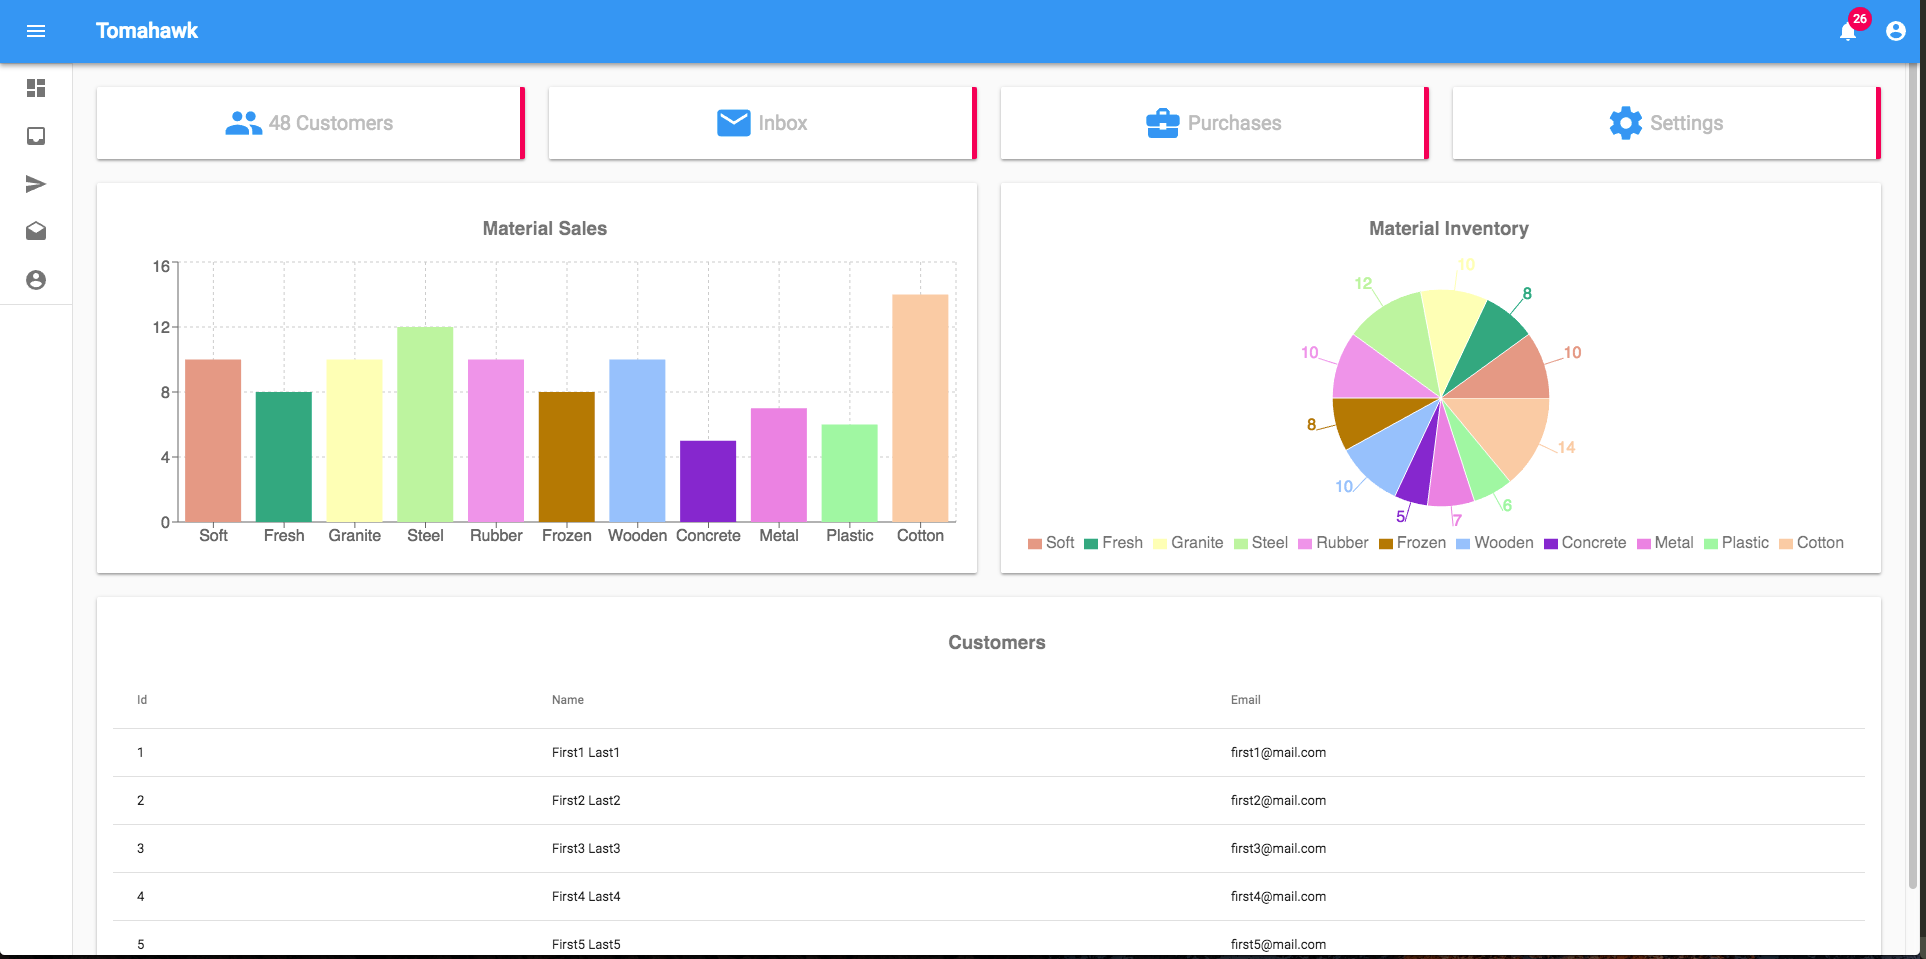 Tomahawk
26
48 Customers
Inbox
Purchases
Settings
Material Sales
16
12
8
4
0
Soft Fresh Granite Steel Rubber Frozen Wooden Concrete Metal Plastic Cotton
Material Inventory
10
12
8
10
10
8
14
10
6
5
7
Soft Fresh Granite Steel Rubber Frozen Wooden Concrete Metal Plastic Cotton
Customers
Id Name Email
1 First1 Last1 first1@mail.com
2 First2 Last2 first2@mail.com
3 First3 Last3 first3@mail.com
4 First4 Last4 first4@mail.com
5 First5 Last5 first5@mail.com